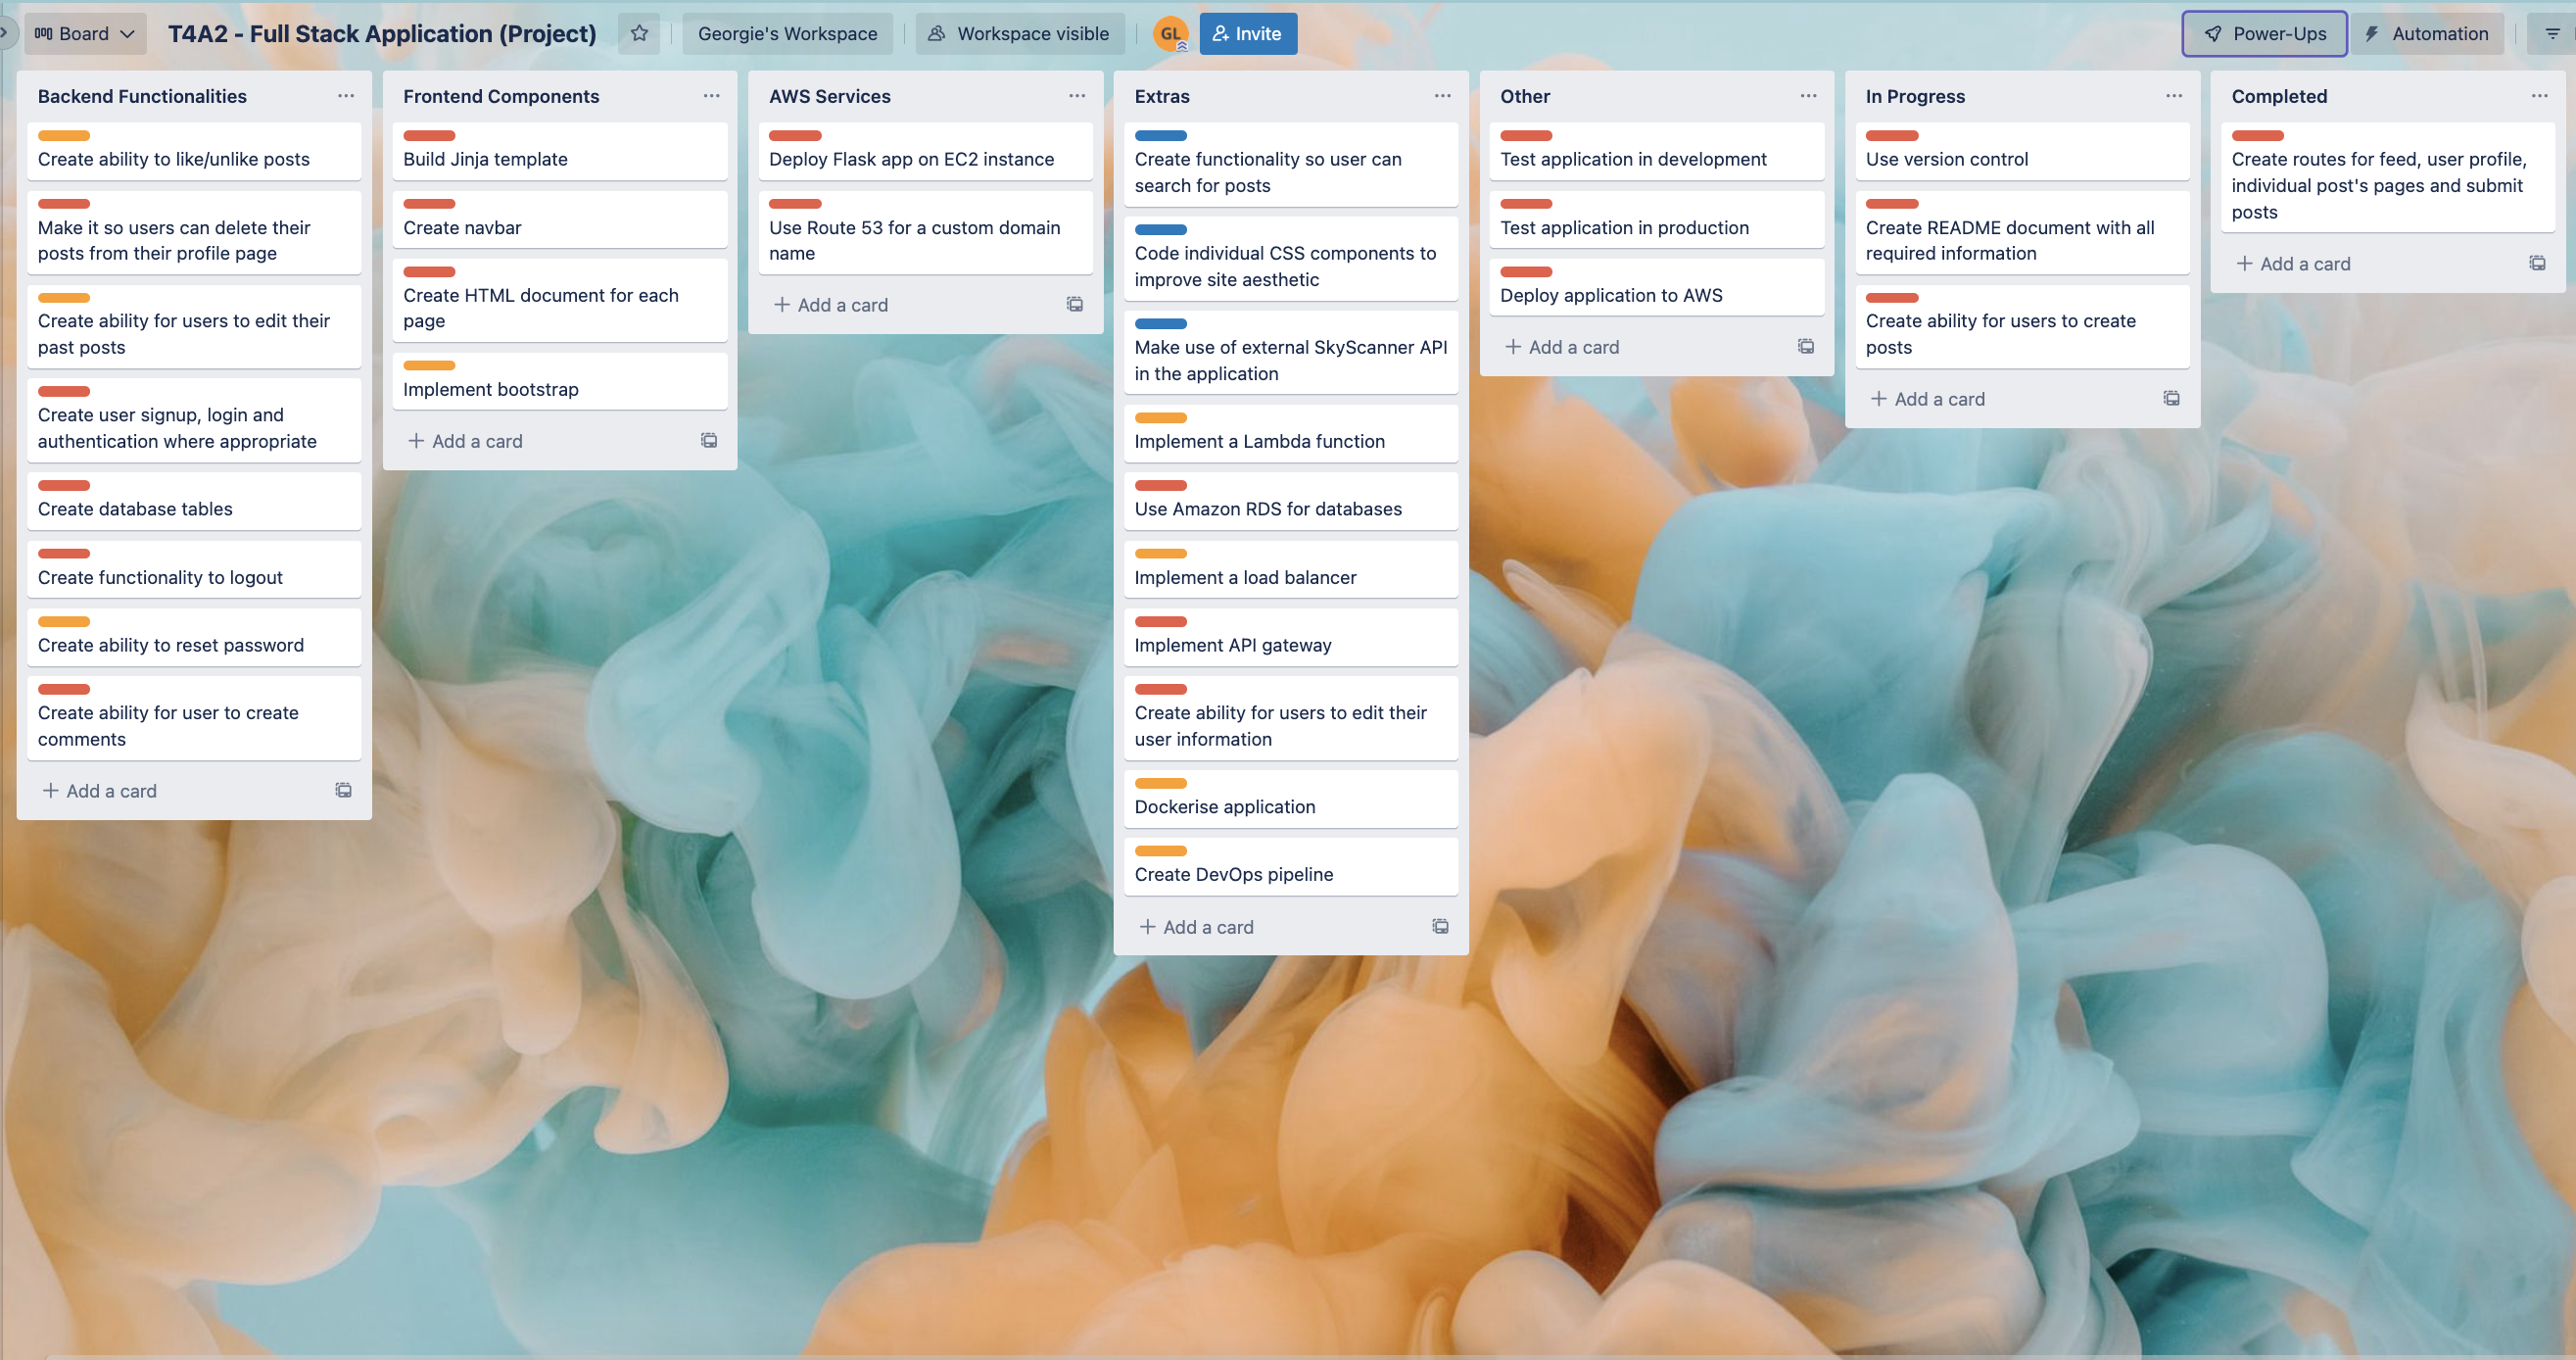 Board
T4A2 - Full Stack Application (Project)
Georgie's Workspace
Workspace visible
GL
Invite
Power-Ups
Automation
Backend Functionalities
Create ability to like/unlike posts
Make it so users can delete their
posts from their profile page
Create ability for users to edit their
past posts
Create user signup, login and
authentication where appropriate
Create database tables
Create functionality to logout
Create ability to reset password
Create ability for user to create
comments
+ Add a card
Frontend Components
Build Jinja template
Create navbar
Create HTML document for each
page
Implement bootstrap
+ Add a card
AWS Services
Deploy Flask app on EC2 instance
Use Route 53 for a custom domain
name
+ Add a card
Extras
Create functionality so user can
search for posts
Code individual CSS components to
improve site aesthetic
Make use of external SkyScanner API
in the application
Implement a Lambda function
Use Amazon RDS for databases
Implement a load balancer
Implement API gateway
Create ability for users to edit their
user information
Dockerise application
Create DevOps pipeline
+ Add a card
Other
Test application in development
Test application in production
Deploy application to AWS
+ Add a card
In Progress
Use version control
Create README document with all
required information
Create ability for users to create
posts
+ Add a card
Completed
Create routes for feed, user profile,
individual post's pages and submit
posts
+ Add a card